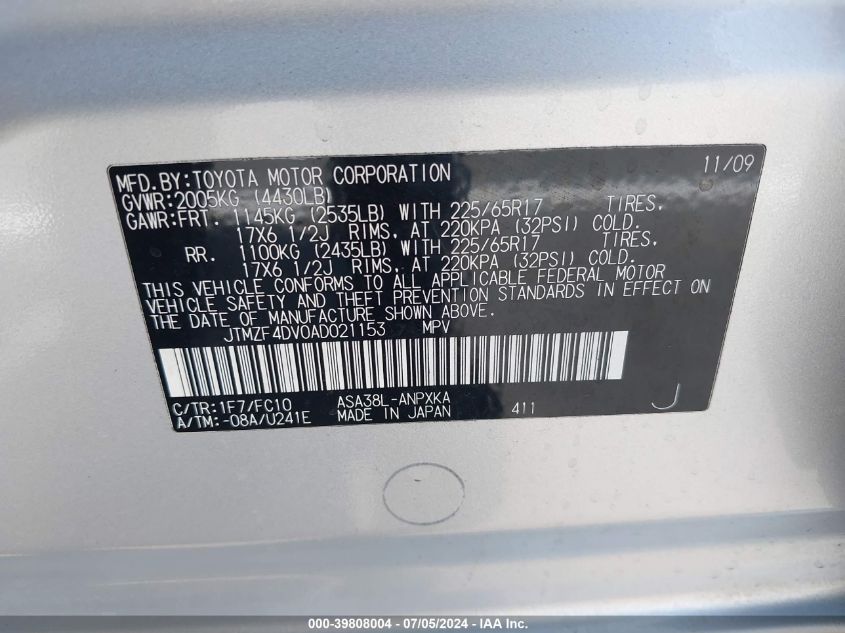 MFD.BY:TOYOTA MOTOR CORPORATION 11/09
GVWR:2005KG (4430LB)
GAWR:FRT. 1145KG (2535LB) WITH 225/65R17 TIRES,
17X6 1/2J RIMS, AT 220KPA (32PSI) COLD.
RR. 1100KG (2435LB) WITH 225/65R17 TIRES,
17X6 1/2J RIMS, AT 220KPA (32PSI) COLD.
THIS VEHICLE CONFORMS TO ALL APPLICABLE FEDERAL MOTOR
VEHICLE SAFETY AND THEFT PREVENTION STANDARDS IN EFFECT ON
THE DATE OF MANUFACTURE SHOWN ABOVE.
JTMZF4DV0AD021153 MPV
C/TR:1F7/FC10 ASA38L-ANPXKA
A/TM:-08A/U241E MADE IN JAPAN 411 J
000-39808004 - 07/05/2024 - IAA Inc.